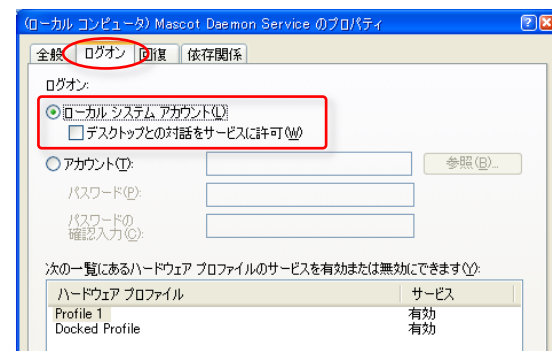 (ローカル コンピュータ) Mascot Daemon Service のプロパティ
全般 ログオン 回復 依存関係
ログオン:
ローカル システム アカウント(L)
デスクトップとの対話をサービスに許可(W)
アカウント(T): 参照(B)...
パスワード(P):
パスワードの
確認入力(C):
次の一覧にあるハードウェア プロファイルのサービスを有効または無効にできます(Y):
ハードウェア プロファイル サービス
Profile 1 有効
Docked Profile 有効